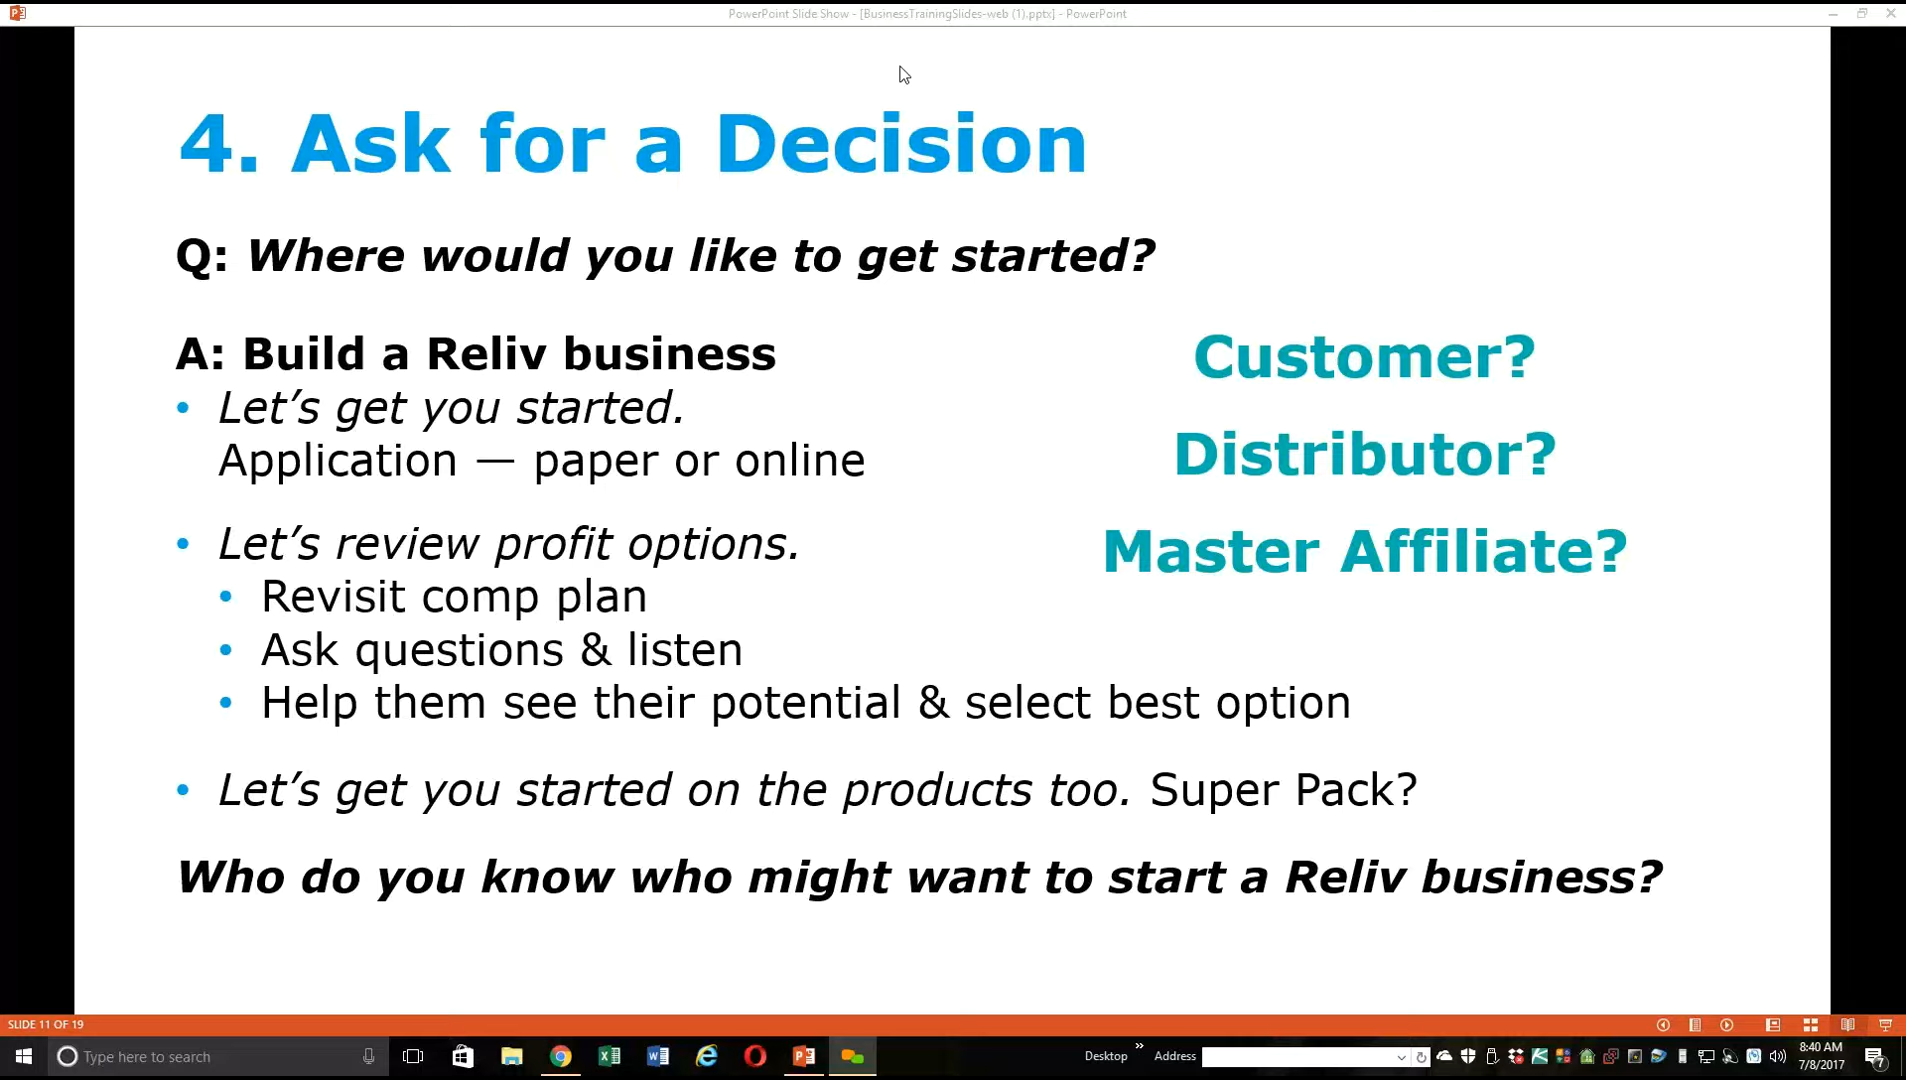 PowerPoint Slide Show - [BusinessTrainingSlides-web (1).pptx] - PowerPoint
4. Ask for a Decision
Q: Where would you like to get started?
A: Build a Reliv business
• Let’s get you started.
Application — paper or online
• Let’s review profit options.
• Revisit comp plan
• Ask questions & listen
• Help them see their potential & select best option
• Let’s get you started on the products too. Super Pack?
Who do you know who might want to start a Reliv business?
Customer?
Distributor?
Master Affiliate?
SLIDE 11 OF 19
Type here to search
Desktop
Address
8:40 AM
7/8/2017
7